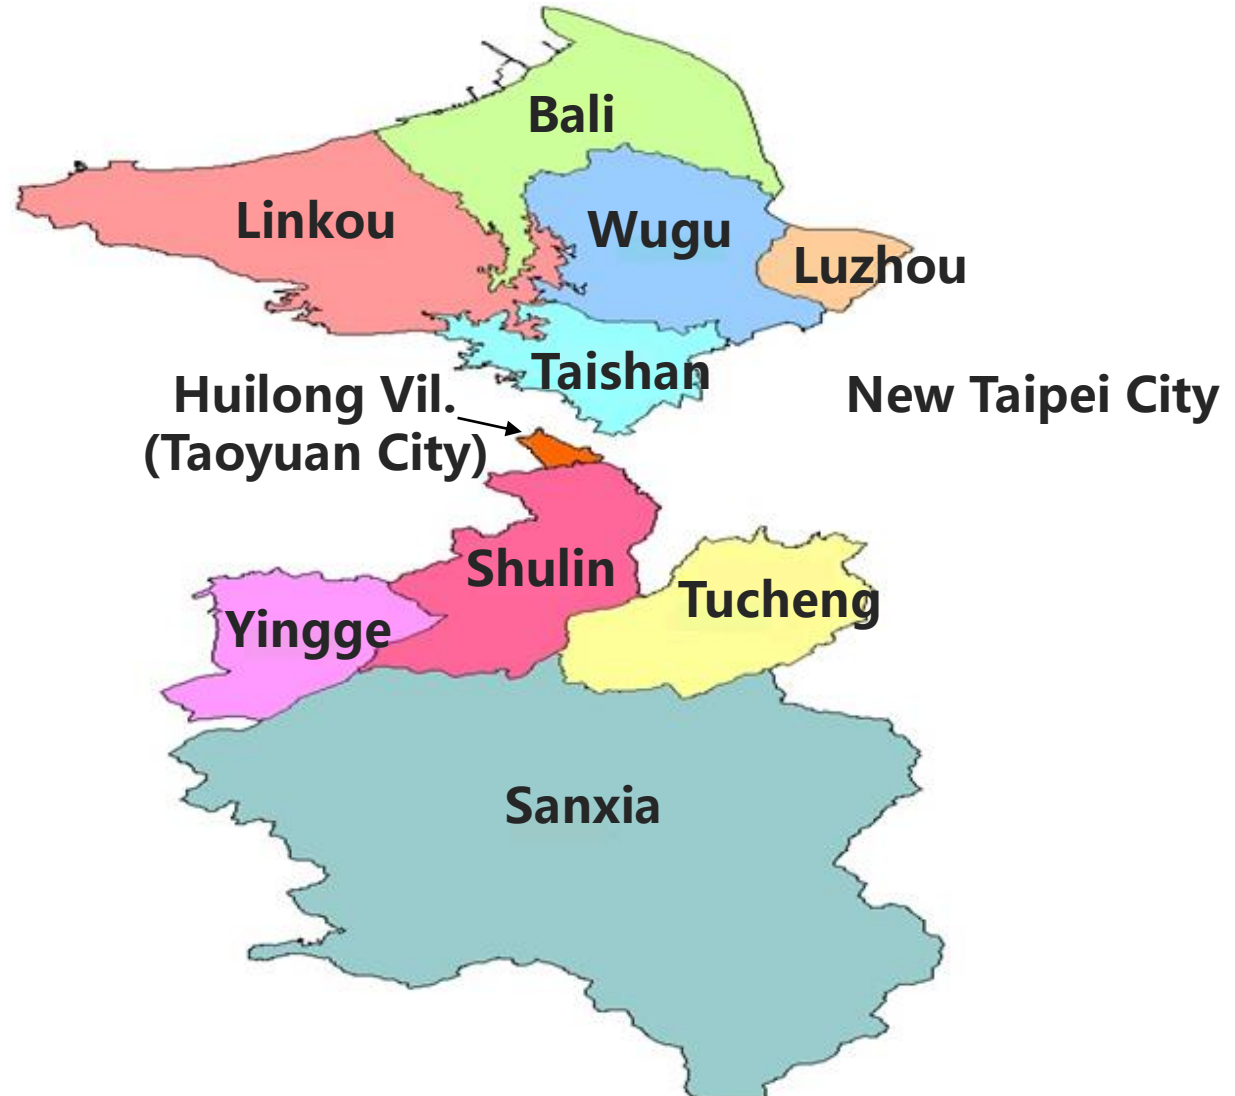 Bali
Linkou
Wugu
Luzhou
Taishan
Huilong Vil.
(Taoyuan City)
New Taipei City
Shulin
Tucheng
Yingge
Sanxia